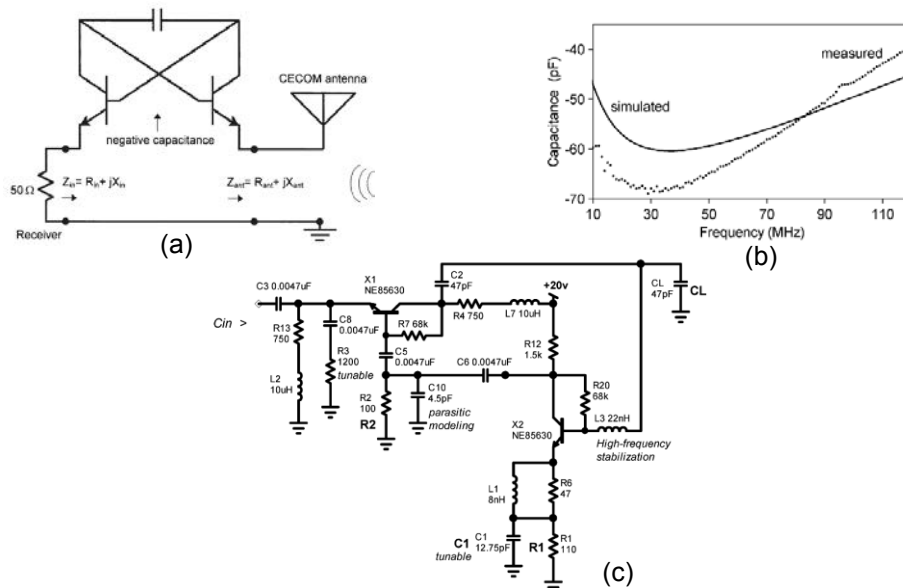 CECOM antenna
negative capacitance
50 Ω
Zin= Rin+ jXin
Zant= Rant+ jXant
Receiver
(a)
Capacitance (pF)
-40
-50
-60
-70
measured
simulated
10
30
50
70
90
110
Frequency (MHz)
(b)
C3 0.0047uF
Cin >
X1
NE85630
C2
47pF
+20v
CL
47pF
CL
R13
750
C8
0.0047uF
R7 68k
R4 750
L7 10uH
R12
1.5k
R3
1200
tunable
C5
0.0047uF
C6 0.0047uF
L2
10uH
R2
100
R2
C10
4.5pF
parasitic
modeling
R20
68k
L3 22nH
X2
NE85630
High-frequency
stabilization
L1
8nH
R6
47
C1
tunable
C1
12.75pF
R1
R1
110
(c)